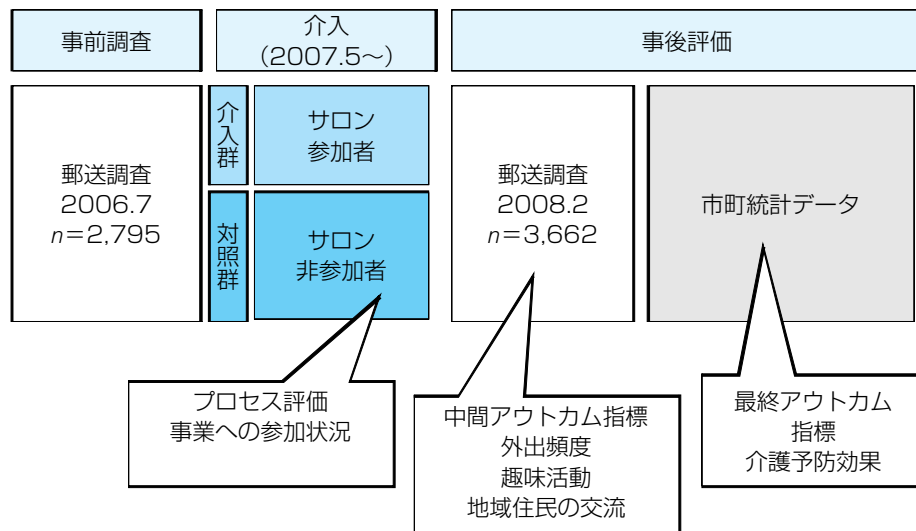 事前調査
介入
(2007.5〜)
事後評価
郵送調査
2006.7
n=2,795
介入群
サロン
参加者
対照群
サロン
非参加者
郵送調査
2008.2
n=3,662
市町統計データ
プロセス評価
事業への参加状況
中間アウトカム指標
外出頻度
趣味活動
地域住民の交流
最終アウトカム
指標
介護予防効果